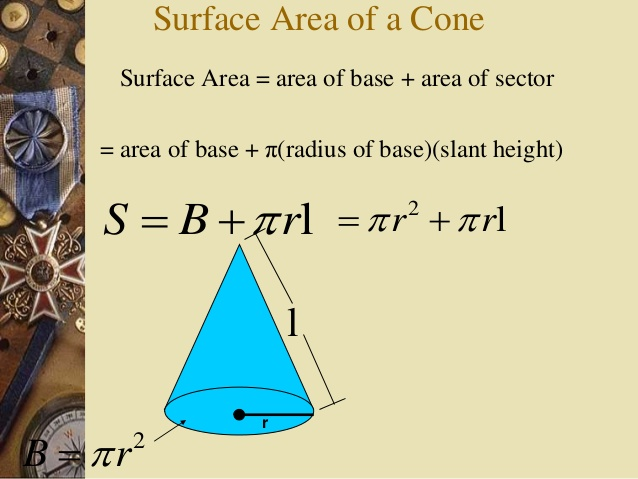 Surface Area of a Cone
Surface Area = area of base + area of sector
= area of base + π(radius of base)(slant height)
S = B + πrl = πr² + πrl
l
r
B = πr²